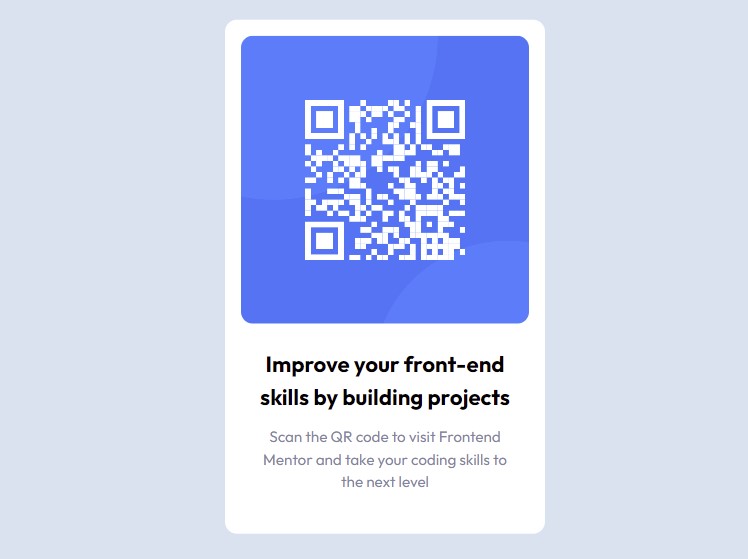 Improve your front-end
skills by building projects
Scan the QR code to visit Frontend
Mentor and take your coding skills to
the next level